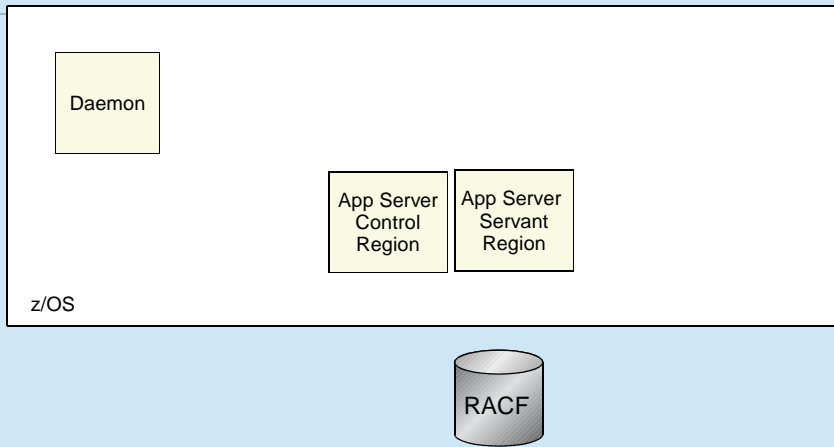 Daemon
App Server
Control
Region
App Server
Servant
Region
z/OS
RACF